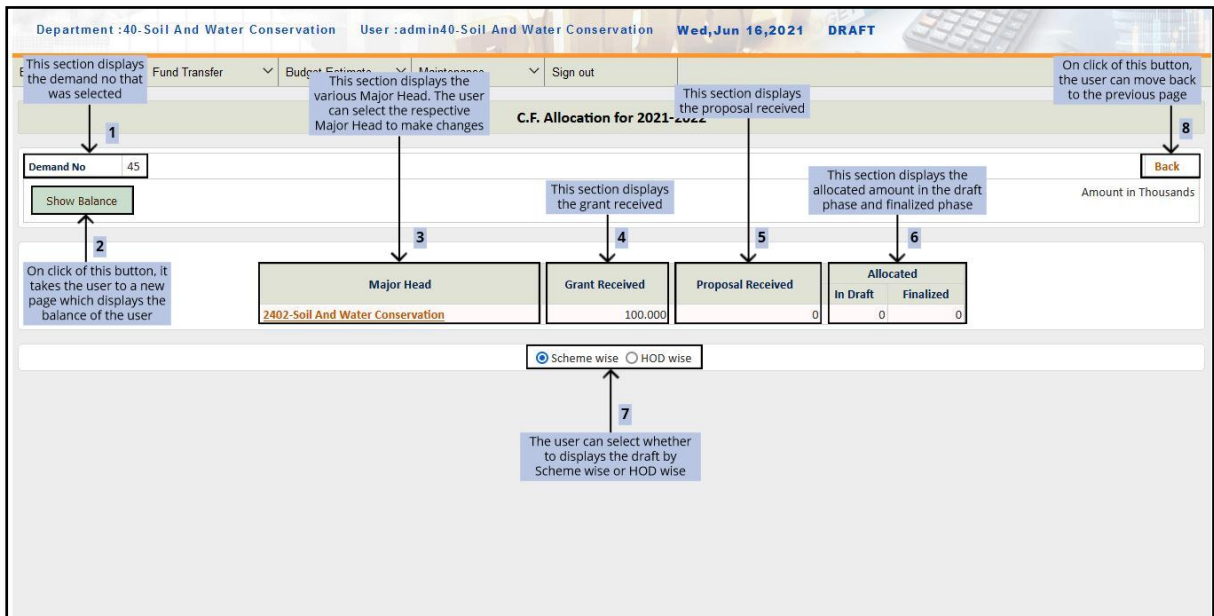 Department :40-Soil And Water Conservation User :admin40-Soil And Water Conservation Wed,Jun 16,2021 DRAFT
This section displays
the demand no that
was selected
Fund Transfer
Budget Estimate
Maintenance
Sign out
This section displays the
various Major Head. The user
can select the respective
Major Head to make changes
This section displays
the proposal received
On click of this button,
the user can move back
to the previous page
C.F. Allocation for 2021-2022
1
8
Demand No 45
Back
Show Balance
This section displays
the grant received
This section displays the
allocated amount in the draft
phase and finalized phase
Amount in Thousands
2
3
4
5
6
On click of this button, it
takes the user to a new
page which displays the
balance of the user
Major Head Grant Received Proposal Received Allocated
In Draft Finalized
2402-Soil And Water Conservation 100.000 0 0 0
Scheme wise HOD wise
7
The user can select whether
to displays the draft by
Scheme wise or HOD wise